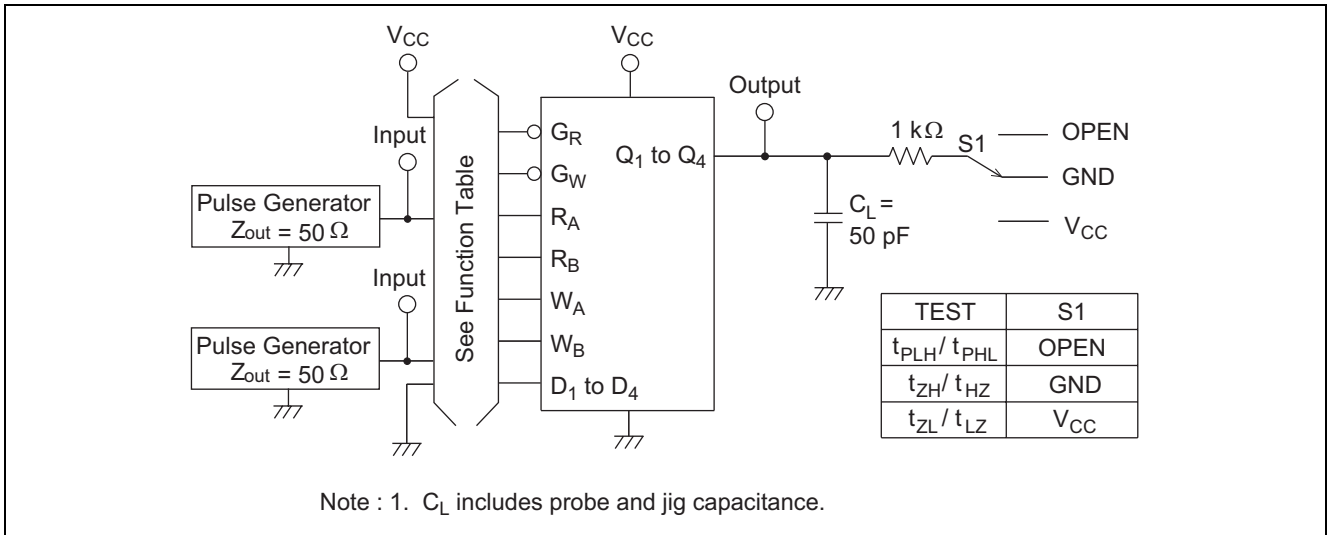 VCC
VCC
Output
Input
Pulse Generator
Zout = 50 Ω
Input
Pulse Generator
Zout = 50 Ω
See Function Table
GR
GW
RA
RB
WA
WB
D1 to D4
Q1 to Q4
1 kΩ
S1
OPEN
GND
VCC
CL =
50 pF
TEST S1
tPLH / tPHL OPEN
tZH / tHZ GND
tZL / tLZ VCC
Note : 1. CL includes probe and jig capacitance.